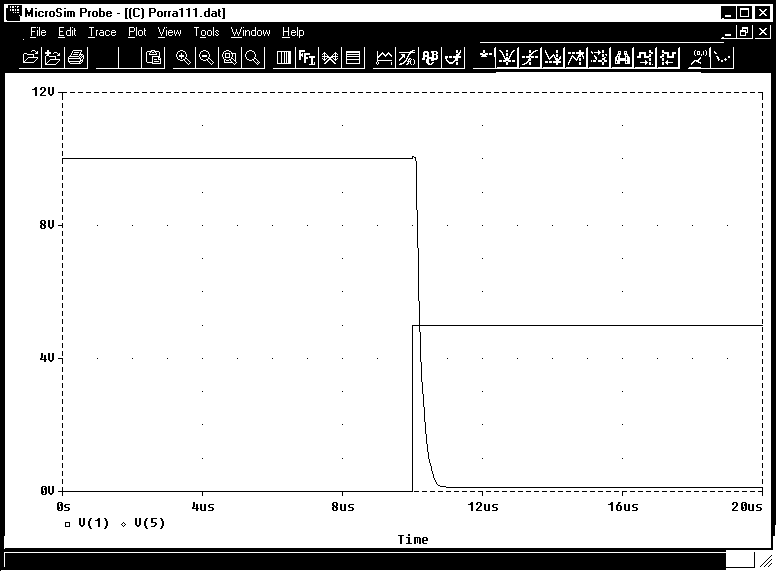 MicroSim Probe - [(C) Porra111.dat]
File Edit Trace Plot View Tools Window Help
12V
8V
4V
0V
0s 4us 8us 12us 16us 20us
V(1) V(5)
Time